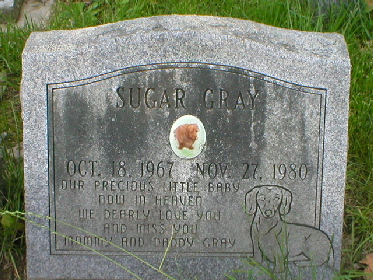 SUGAR GRAY
OCT. 18, 1967 NOV. 27, 1980
OUR PRECIOUS LITTLE BABY
NOW IN HEAVEN
WE DEARLY LOVE YOU
AND MISS YOU
MOMMY AND DADDY GRAY